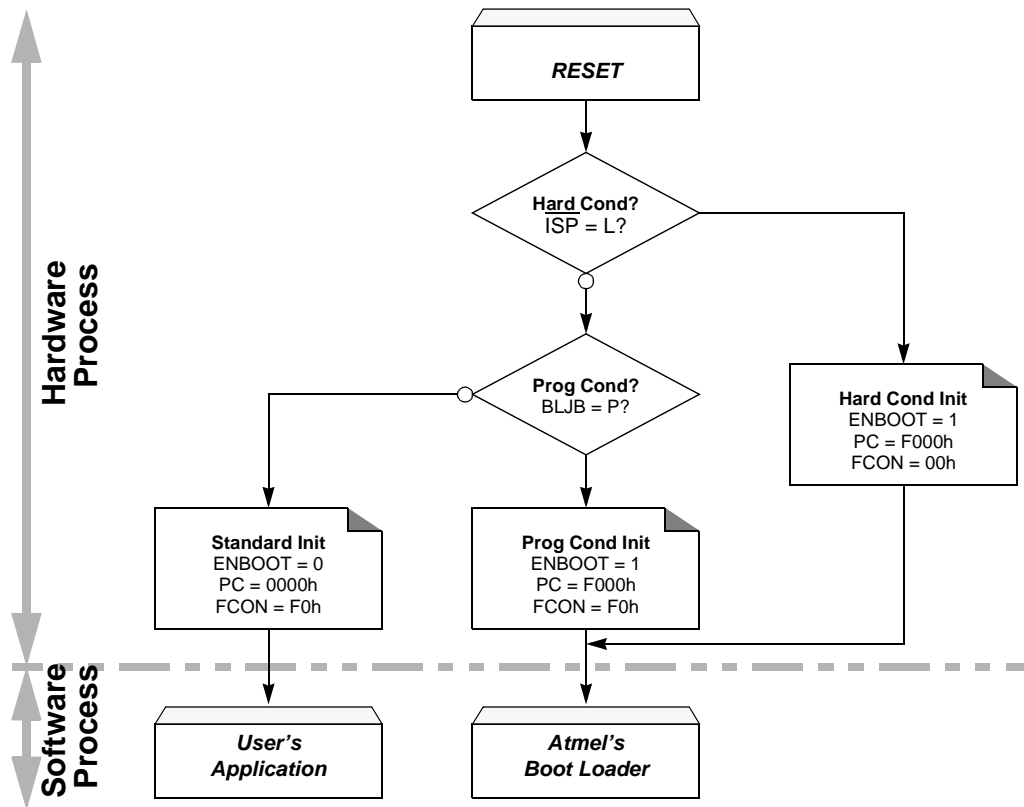 RESET
Hard Cond?
ISP = L?
Hardware
Process
Prog Cond?
BLJB = P?
Hard Cond Init
ENBOOT = 1
PC = F000h
FCON = 00h
Standard Init
ENBOOT = 0
PC = 0000h
FCON = F0h
Prog Cond Init
ENBOOT = 1
PC = F000h
FCON = F0h
Software
Process
User's
Application
Atmel's
Boot Loader